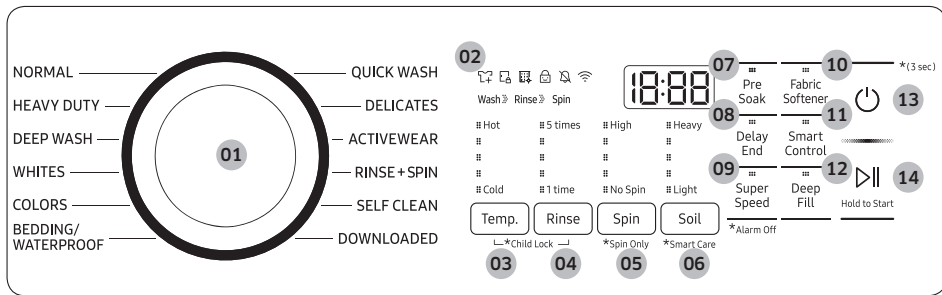 NORMAL
HEAVY DUTY
DEEP WASH
WHITES
COLORS
BEDDING/
WATERPROOF
01
QUICK WASH
DELICATES
ACTIVEWEAR
RINSE+SPIN
SELF CLEAN
DOWNLOADED
02
Wash» Rinse» Spin
18:88
Hot 5 times High Heavy
Cold 1 time No Spin Light
Temp. Rinse Spin Soil
*Child Lock *Spin Only *Smart Care
03 04 05 06
07
Pre
Soak
10
Fabric
Softener
08
Delay
End
11
Smart
Control
09
Super
Speed
12
Deep
Fill
*Alarm Off
*(3 sec)
13
14
Hold to Start